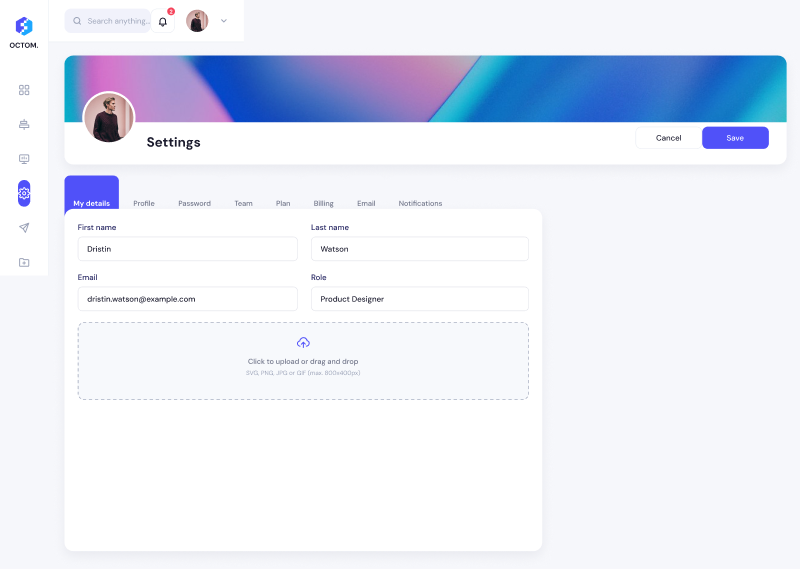 OCTOM.
Search anything...
2
Settings
Cancel
Save
My details
Profile
Password
Team
Plan
Billing
Email
Notifications
First name
Last name
Dristin
Watson
Email
Role
dristin.watson@example.com
Product Designer
Click to upload or drag and drop
SVG, PNG, JPG or GIF (max. 800x400px)